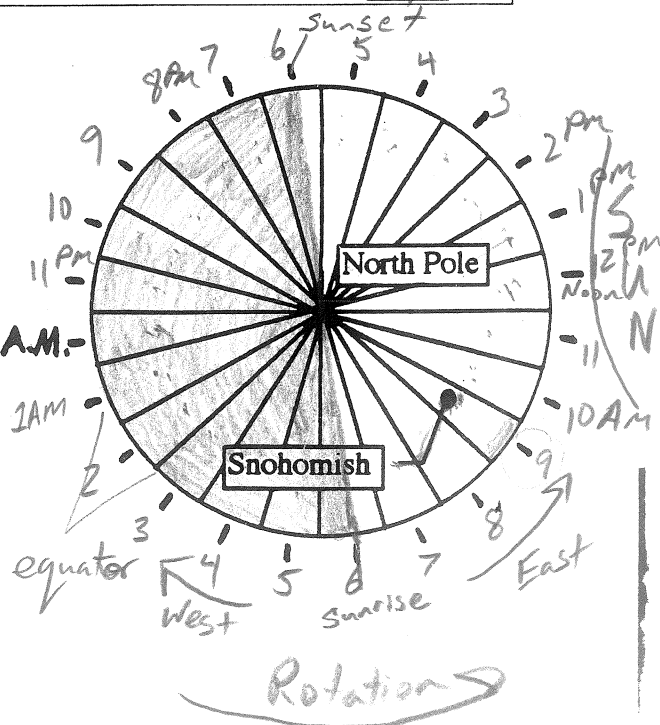 sunset
6
5
7
4
8 AM
3
9
2 PM
10
1 PM
11 PM
12 PM
Noon
SUN
North Pole
A.M.
11
1 AM
10 AM
Snohomish
9
2
8
3
7
4
5
6
equator
East
West
sunrise
Rotation